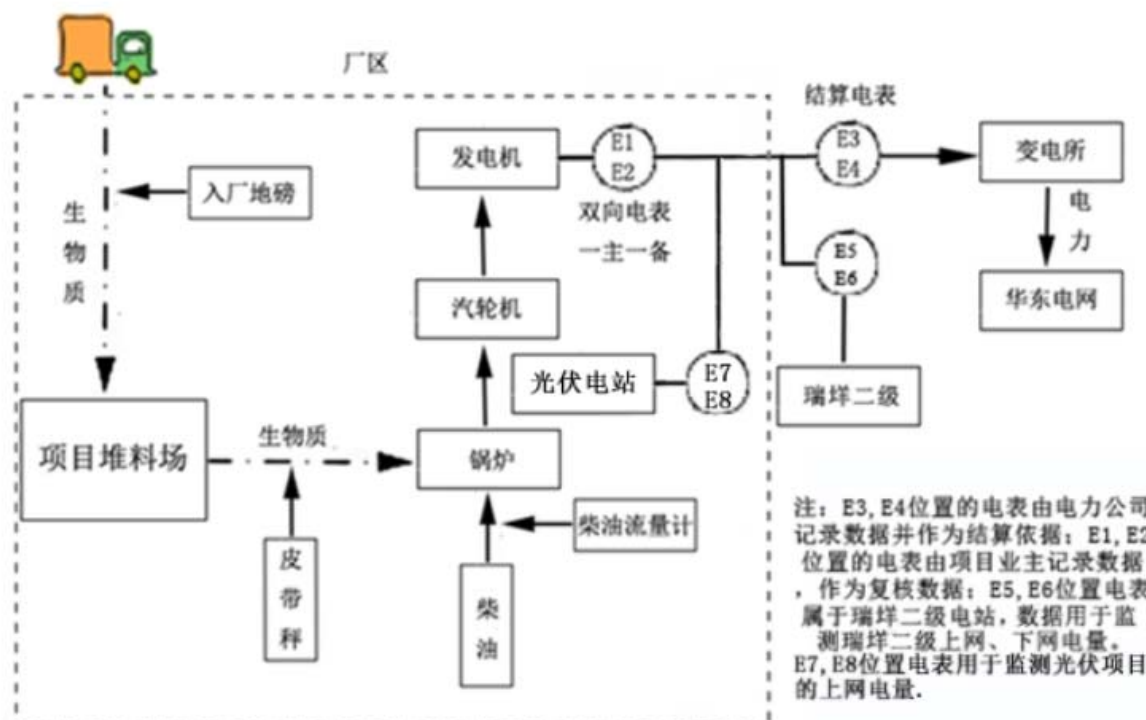 厂区
结算电表
发电机
E1
E2
E3
E4
变电所
入厂地磅
生物质
双向电表
一主一备
电力
E5
E6
汽轮机
华东电网
光伏电站
E7
E8
瑞垟二级
项目堆料场
生物质
锅炉
柴油流量计
皮带秤
柴油
注：E3,E4位置的电表由电力公司
记录数据并作为结算依据；E1,E2
位置的电表由项目业主记录数据
，作为复核数据；E5,E6位置电表
属于瑞垟二级电站，数据用于监
测瑞垟二级上网、下网电量。
E7,E8位置电表用于监测光伏项目
的上网电量.